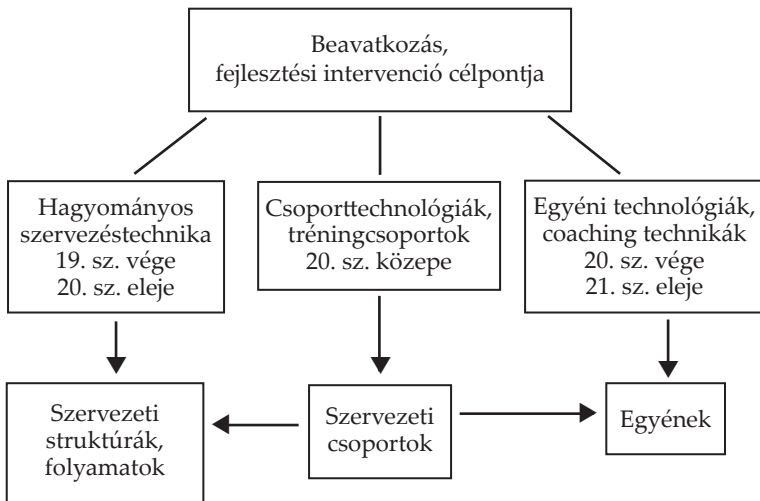 Beavatkozás,
fejlesztési intervenció célpontja
Hagyományos
szervezéstechnika
19. sz. vége
20. sz. eleje
Csoporttechnológiák,
tréningcsoportok
20. sz. közepe
Egyéni technológiák,
coaching technikák
20. sz. vége
21. sz. eleje
Szervezeti
struktúrák,
folyamatok
Szervezeti
csoportok
Egyének